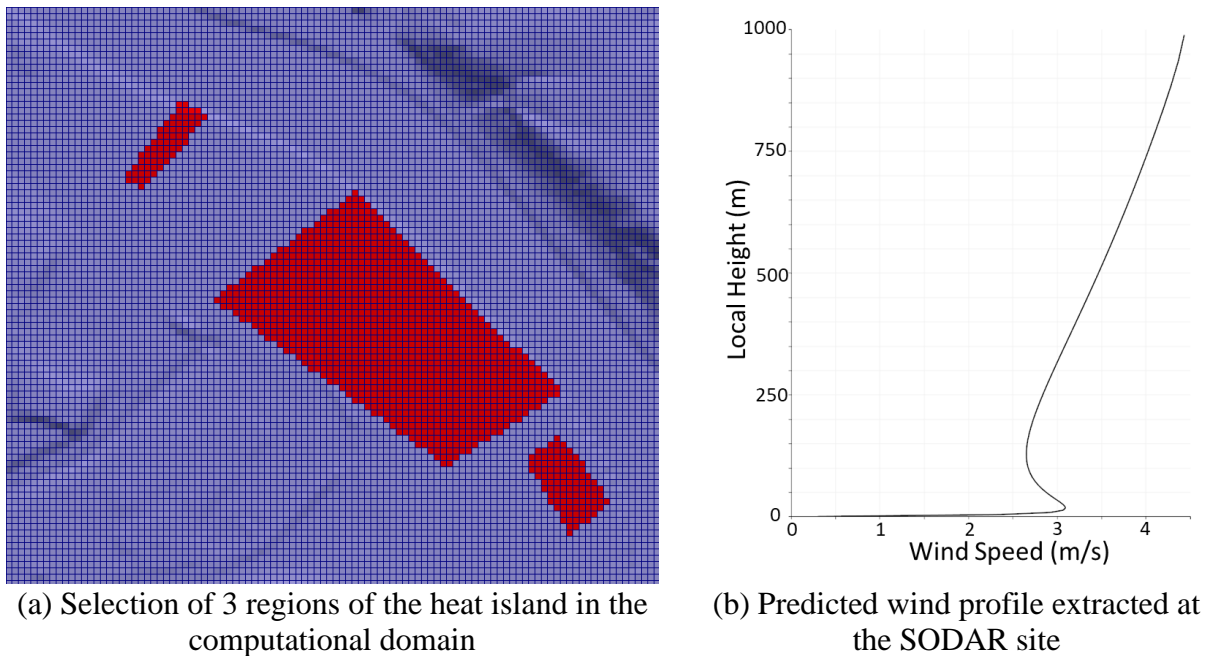 1000
750
500
250
0
Local Height (m)
0 1 2 3 4
Wind Speed (m/s)
(a) Selection of 3 regions of the heat island in the
computational domain
(b) Predicted wind profile extracted at
the SODAR site